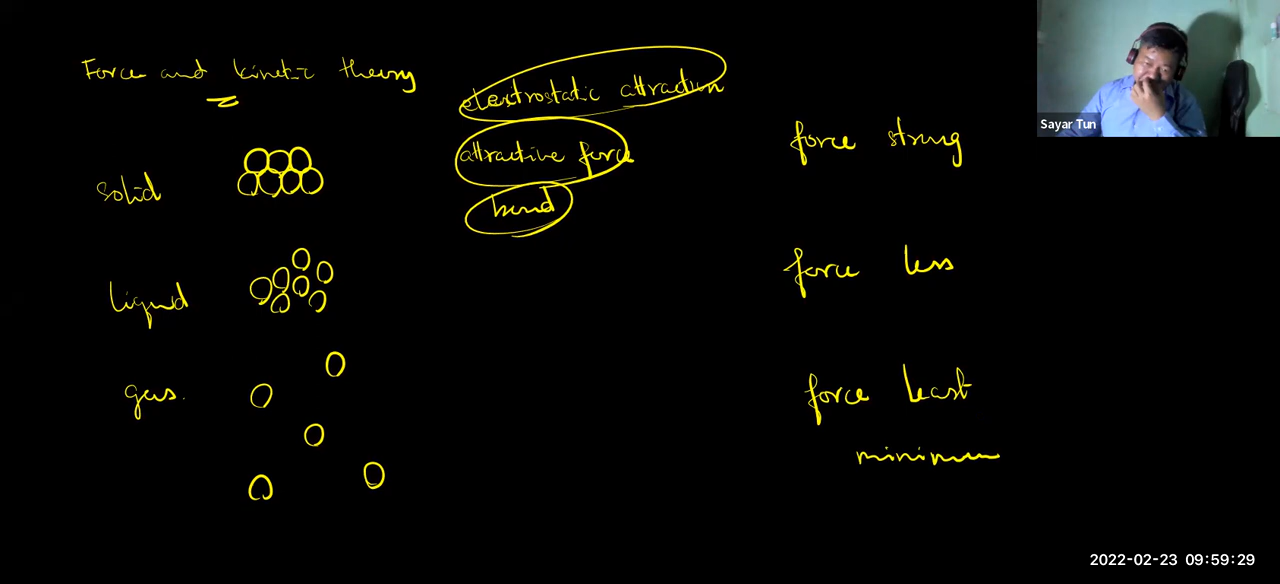 Force and kinetic theory
electrostatic attraction
attractive force
bond
solid
force strong
liquid
force less
gas.
force least
minimum
Sayar Tun
2022-02-23 09:59:29